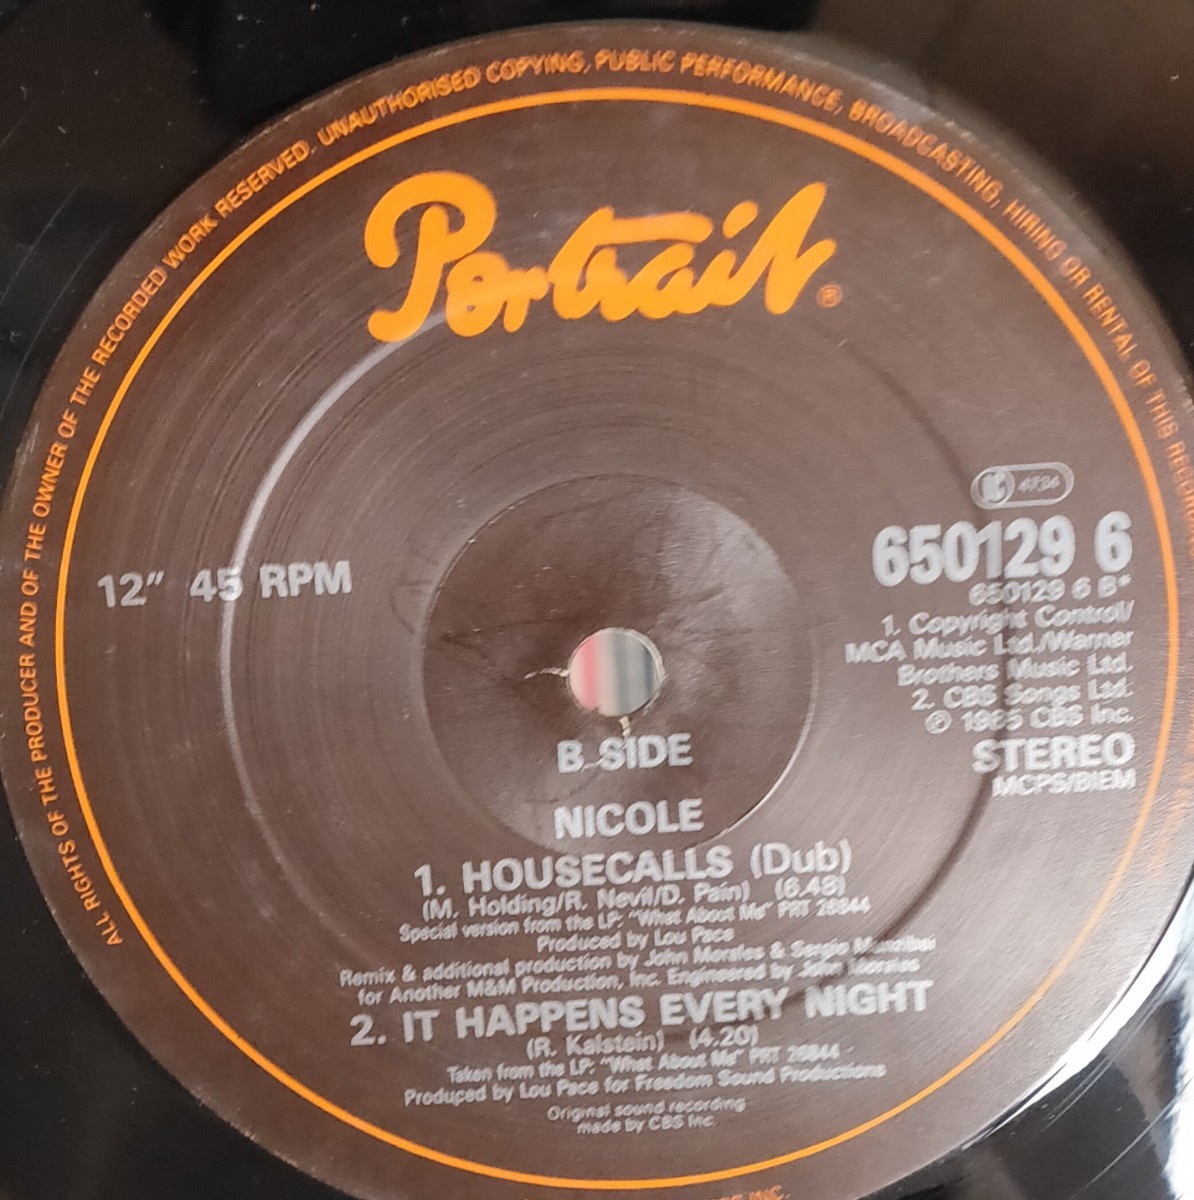 ALL RIGHTS OF THE PRODUCER AND OF THE OWNER OF THE RECORDED WORK RESERVED. UNAUTHORISED COPYING, PUBLIC PERFORMANCE, BROADCASTING, HIRING OR RENTAL OF THIS
Portrait ®
12" 45 RPM
650129 6
650129 6 B*
1. Copyright Control/
MCA Music Ltd./Warner
Brothers Music Ltd.
2. CBS Songs Ltd.
℗ 1985 CBS Inc.
STEREO
MCPS/BIEM
B. SIDE
NICOLE
1. HOUSECALLS (Dub)
(M. Holding/R. Nevil/D. Pain) (6.48)
Special version from the LP: "What About Me" PRT 26844
Produced by Lou Pace
Remix & additional production by John Morales & Sergio Munzibai
for Another M&M Production, Inc. Engineered by John Morales
2. IT HAPPENS EVERY NIGHT
(R. Kalstein) (4.20)
Taken from the LP: "What About Me" PRT 26844
Produced by Lou Pace for Freedom Sound Productions
Original sound recording
made by CBS Inc.
INC.